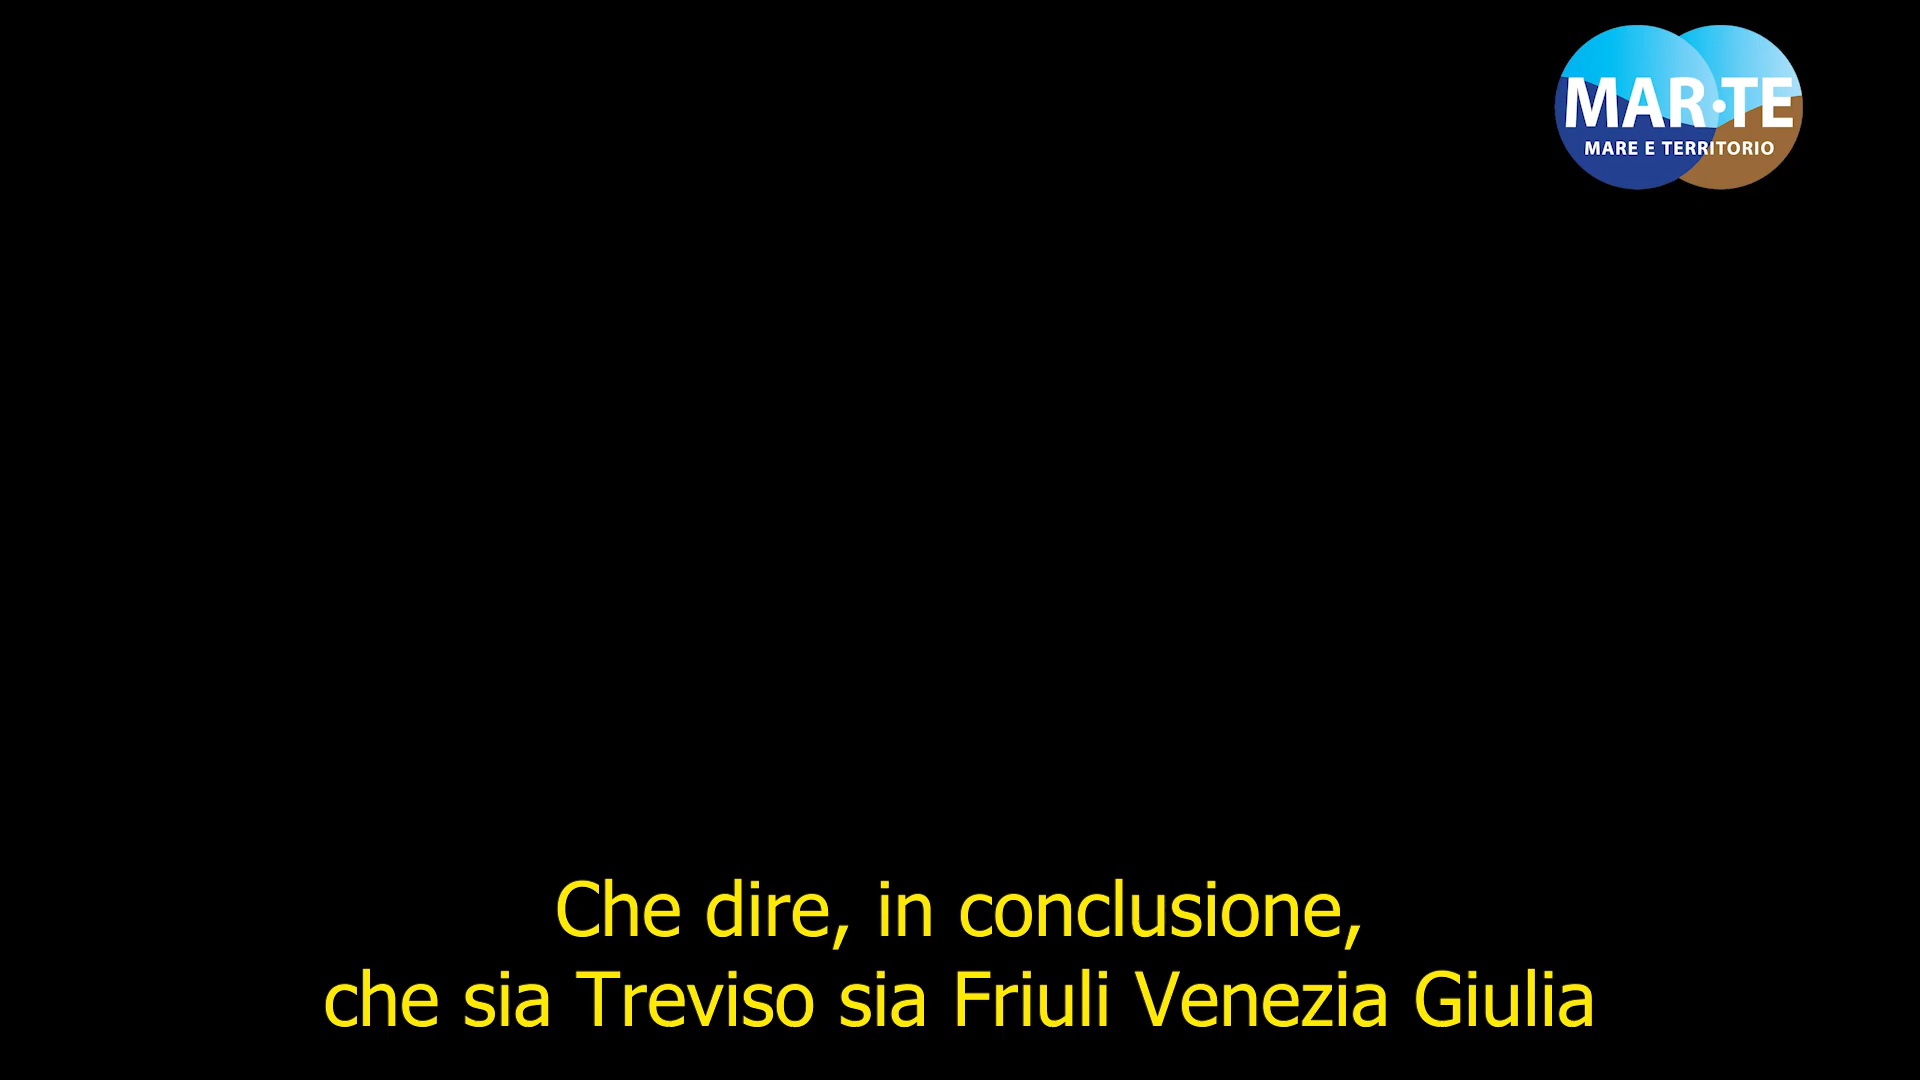 MAR·TE
MARE E TERRITORIO
Che dire, in conclusione,
che sia Treviso sia Friuli Venezia Giulia